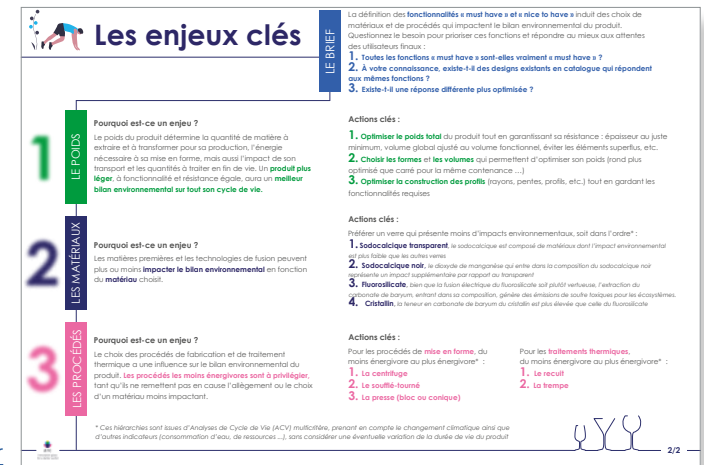 Les enjeux clés
LE BRIEF
La définition des fonctionnalités « must have » et « nice to have » induit des choix de
matériaux et de procédés qui impactent le bilan environnemental du produit.
Questionnez le besoin pour prioriser ces fonctions et répondre au mieux aux attentes
des utilisateurs finaux :
1. Toutes les fonctions « must have » sont-elles vraiment « must have » ?
2. À votre connaissance, existe-t-il des designs existants en catalogue qui répondent
aux mêmes fonctions ?
3. Existe-t-il une réponse différente plus optimisée ?
1
LE POIDS
Pourquoi est-ce un enjeu ?
Le poids du produit détermine la quantité de matière à
extraire et à transformer pour sa production, l'énergie
nécessaire à sa mise en forme, mais aussi l'impact de son
transport et les quantités à traiter en fin de vie. Un produit plus
léger, à fonctionnalité et résistance égale, aura un meilleur
bilan environnemental sur tout son cycle de vie.
Actions clés :
1. Optimiser le poids total du produit tout en garantissant sa résistance : épaisseur au juste
minimum, volume global ajusté au volume fonctionnel, éviter les éléments superflus, etc.
2. Choisir les formes et les volumes qui permettent d'optimiser son poids (rond plus
optimisé que carré pour la même contenance ...)
3. Optimiser la construction des profils (rayons, pentes, profils, etc.) tout en gardant les
fonctionnalités requises
2
LES MATÉRIAUX
Pourquoi est-ce un enjeu ?
Les matières premières et les technologies de fusion peuvent
plus ou moins impacter le bilan environnemental en fonction
du matériau choisit.
Actions clés :
Préférer un verre qui présente moins d'impacts environnementaux, soit dans l'ordre* :
1. Sodocalcique transparent, le sodocalcique est composé de matériaux dont l'impact environnemental
est plus faible que les autres verres
2. Sodocalcique noir, le dioxyde de manganèse qui entre dans la composition du sodocalcique noir
représente un impact supplémentaire par rapport au transparent
3. Fluorosilicate, bien que la fusion électrique du fluorosilicate soit plutôt vertueuse, l'extraction du
carbonate de baryum, entrant dans sa composition, génère des émissions de soufre toxiques pour les écosystèmes.
4. Cristallin, la teneur en carbonate de baryum du cristallin est plus élevée que celle du fluorosilicate
3
LES PROCÉDÉS
Pourquoi est-ce un enjeu ?
Le choix des procédés de fabrication et de traitement
thermique a une influence sur le bilan environnemental du
produit. Les procédés les moins énergivores sont à privilégier,
tant qu'ils ne remettent pas en cause l'allègement ou le choix
d'un matériau moins impactant.
Actions clés :
Pour les procédés de mise en forme, du
moins énergivore au plus énergivore* :
1. La centrifuge
2. Le soufflé-tourné
3. La presse (bloc ou conique)
Pour les traitements thermiques,
du moins énergivore au plus énergivore* :
1. Le recuit
2. La trempe
* Ces hiérarchies sont issues d'Analyses de Cycle de Vie (ACV) multicritère, prenant en compte le changement climatique ainsi que
d'autres indicateurs (consommation d'eau, de ressources ...), sans considérer une éventuelle variation de la durée de vie du produit
2/2